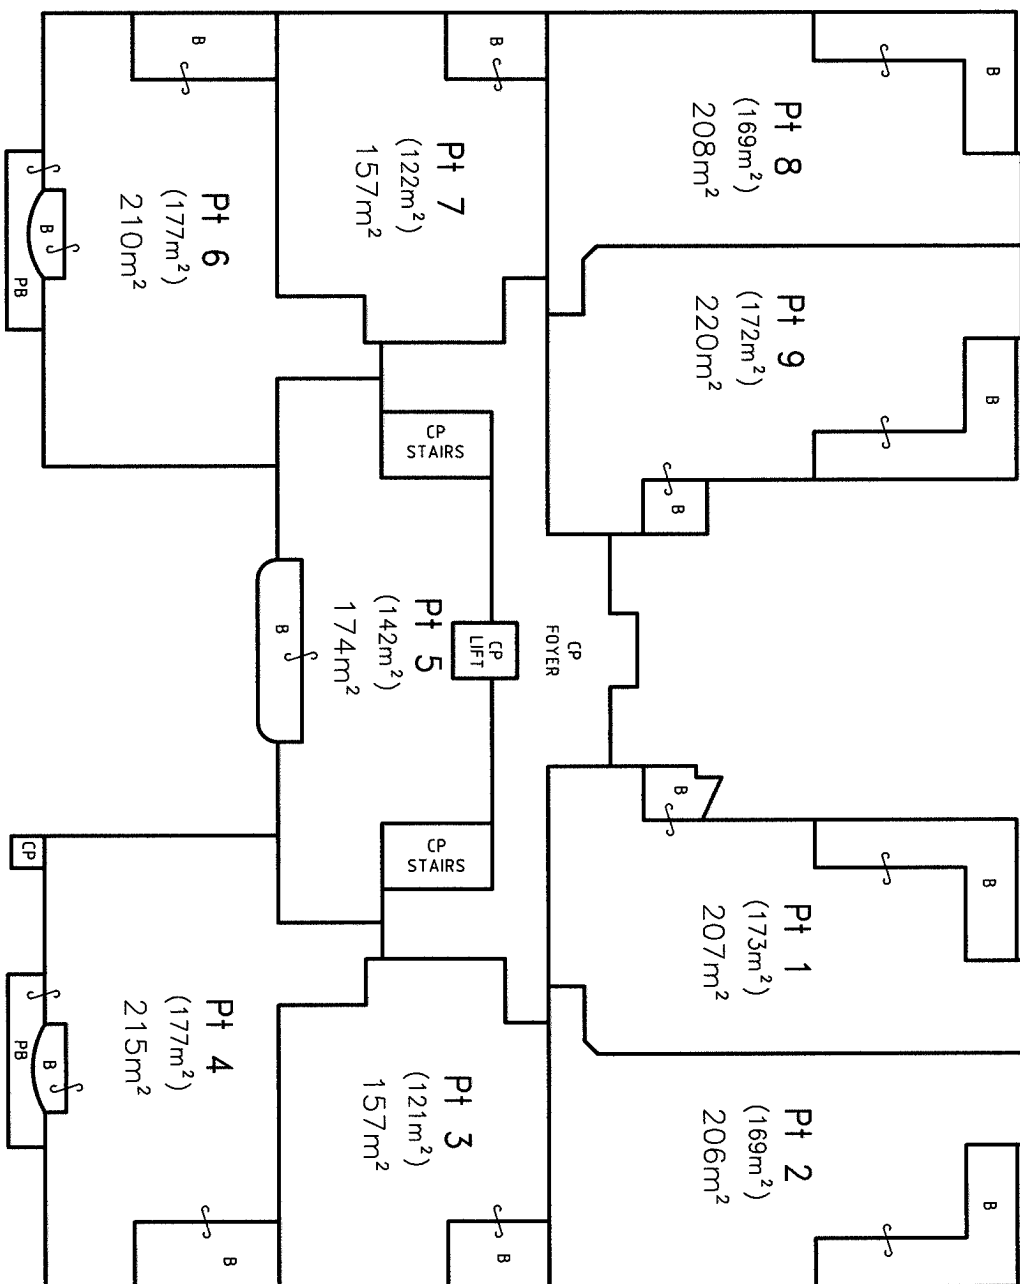 B
B
B
Pt 8
(169m²)
208m²
Pt 7
(122m²)
157m²
Pt 6
(177m²)
210m²
B
PB
Pt 9
(172m²)
220m²
B
B
CP
STAIRS
Pt 5
(142m²)
174m²
B
CP
LIFT
CP
FOYER
B
CP
STAIRS
CP
B
Pt 1
(173m²)
207m²
Pt 4
(177m²)
215m²
B
PB
Pt 3
(121m²)
157m²
Pt 2
(169m²)
206m²
B
B
B